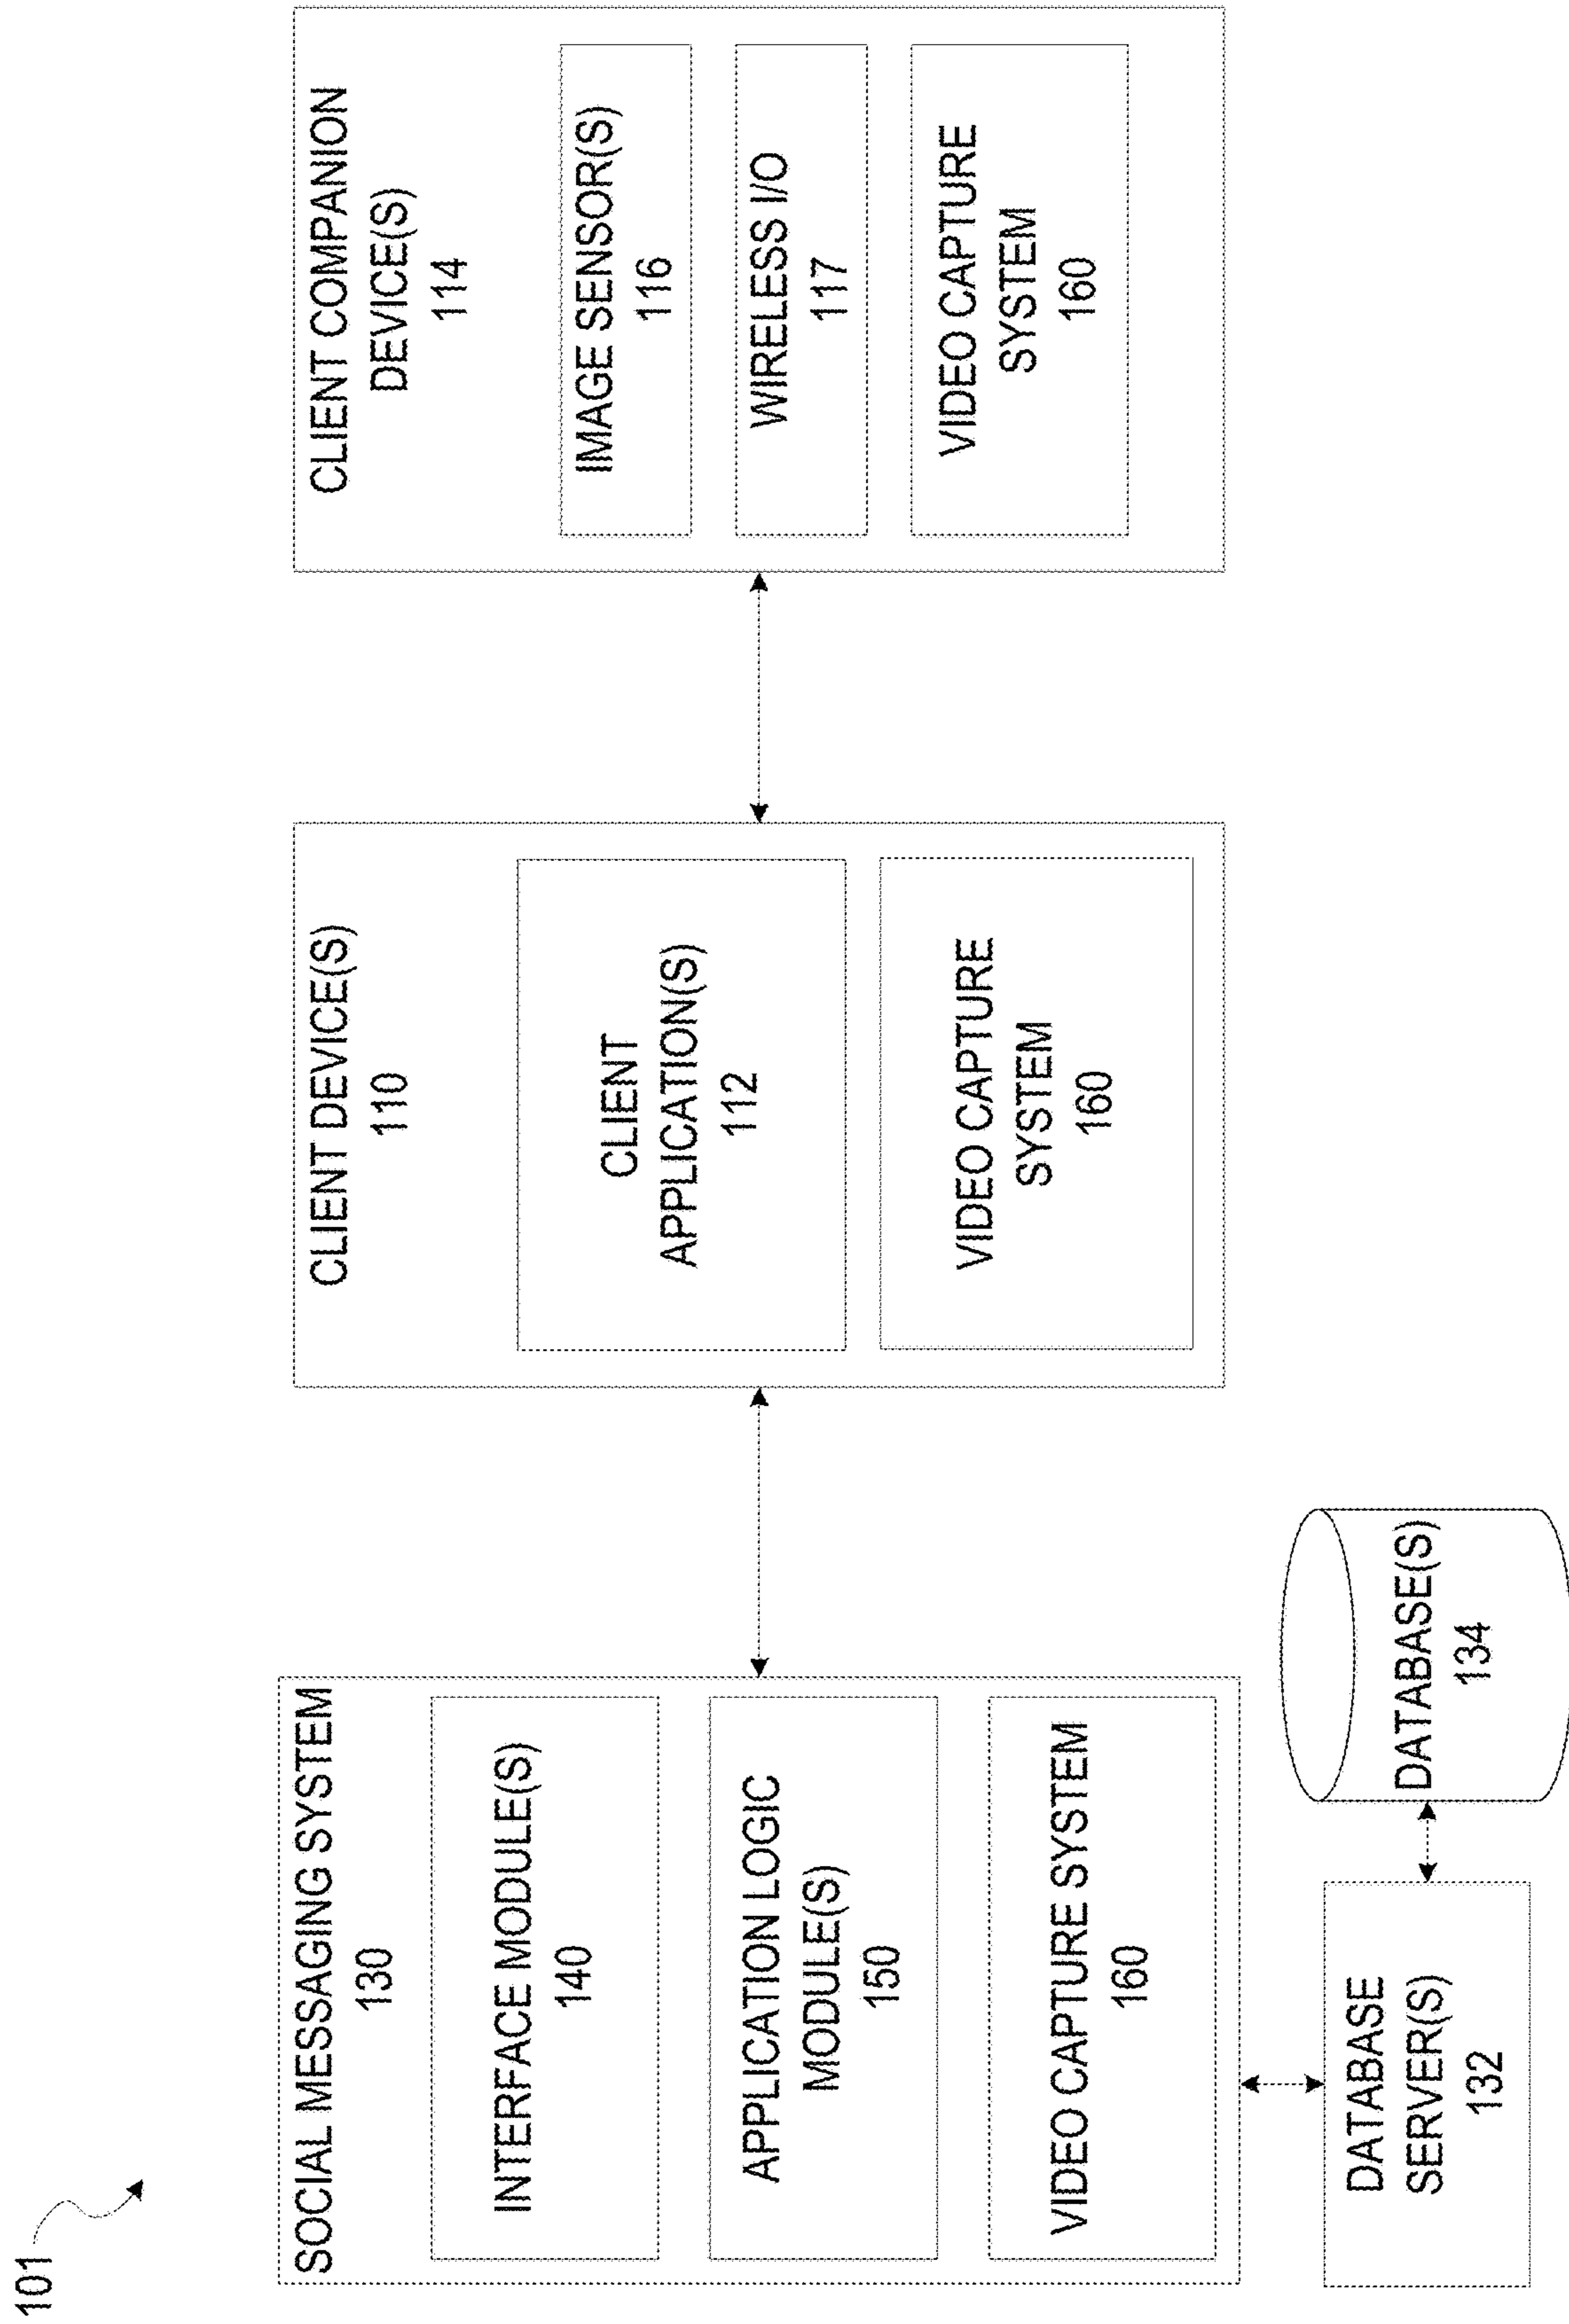 101
SOCIAL MESSAGING SYSTEM
130
INTERFACE MODULE(S)
140
APPLICATION LOGIC
MODULE(S)
150
VIDEO CAPTURE SYSTEM
160
DATABASE
SERVER(S)
132
DATABASE(S)
134
CLIENT DEVICE(S)
110
CLIENT
APPLICATION(S)
112
VIDEO CAPTURE
SYSTEM
160
CLIENT COMPANION
DEVICE(S)
114
IMAGE SENSOR(S)
116
WIRELESS I/O
117
VIDEO CAPTURE
SYSTEM
160